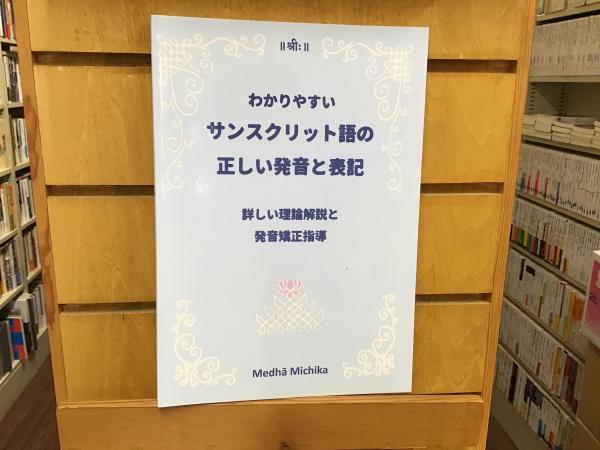 ॥श्रीः॥
わかりやすい
サンスクリット語の
正しい発音と表記
詳しい理論解説と
発音矯正指導
Medhā Michika